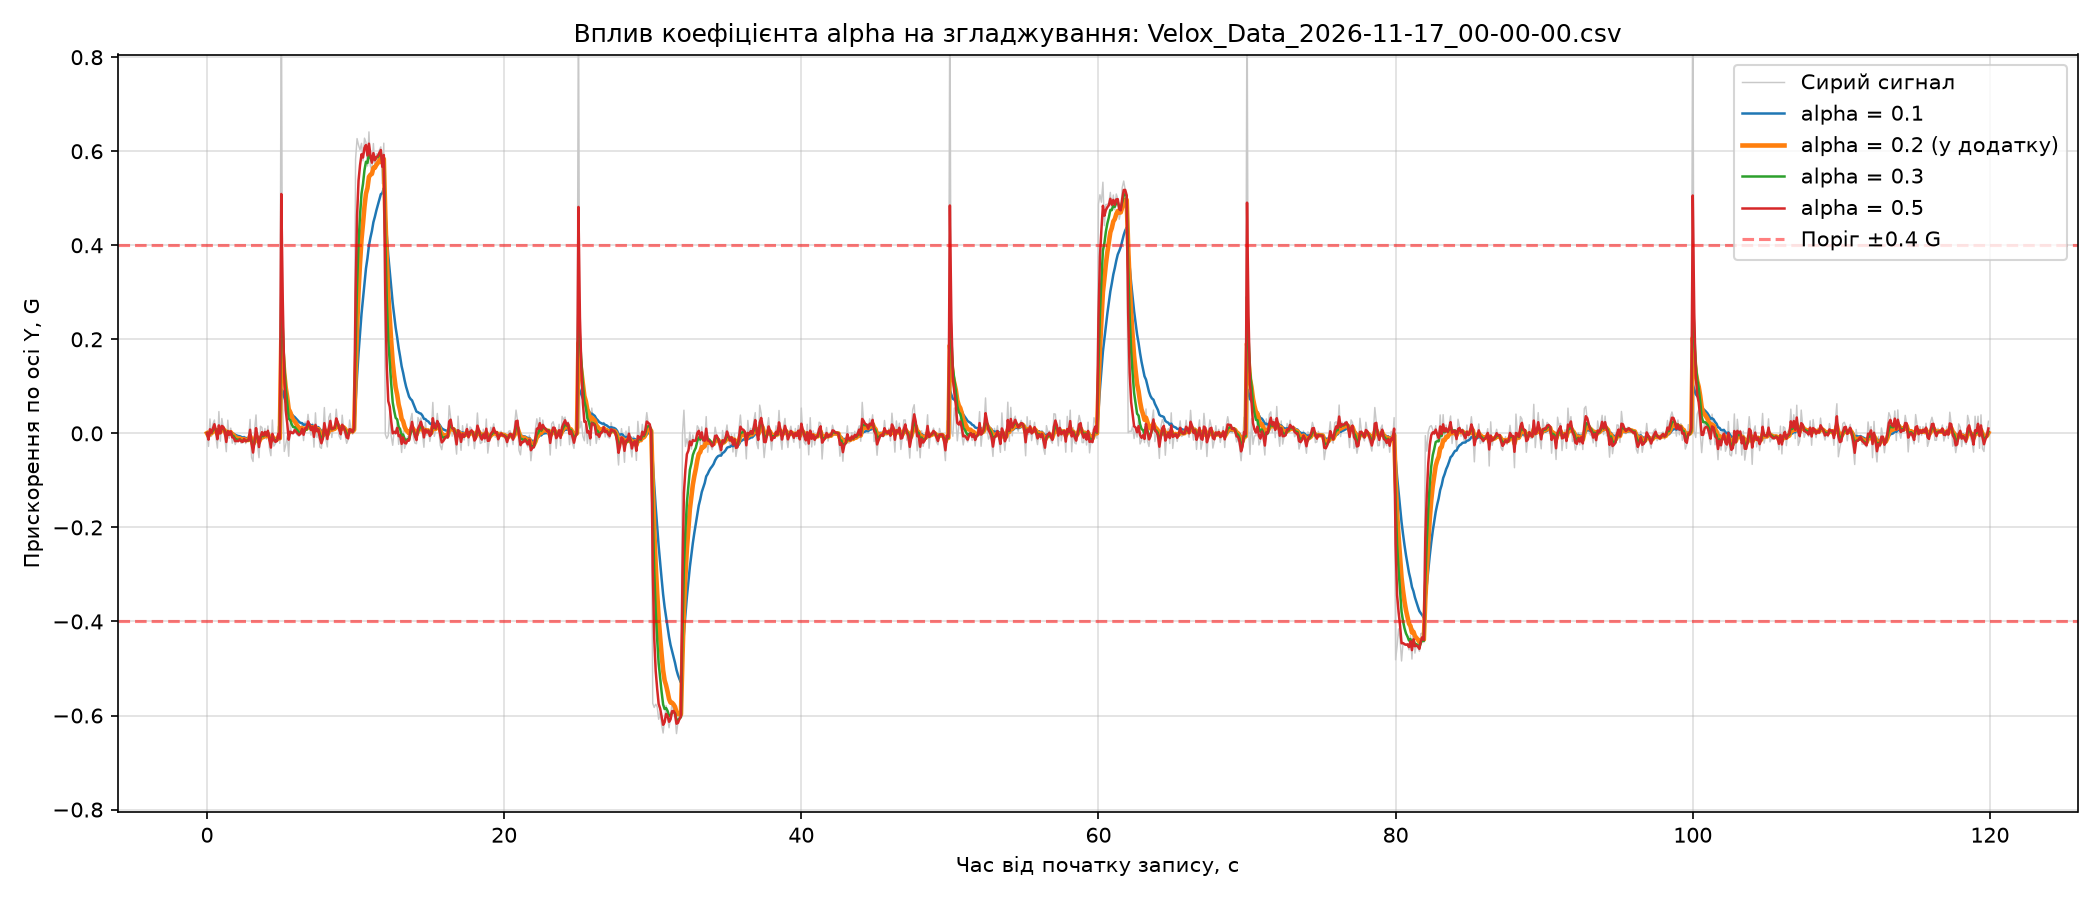 Вплив коефіцієнта alpha на згладжування: Velox_Data_2026-11-17_00-00-00.csv
Прискорення по осі Y, G
0.8
0.6
0.4
0.2
0.0
−0.2
−0.4
−0.6
−0.8
Сирий сигнал
alpha = 0.1
alpha = 0.2 (у додатку)
alpha = 0.3
alpha = 0.5
Поріг ±0.4 G
0 20 40 60 80 100 120
Час від початку запису, с